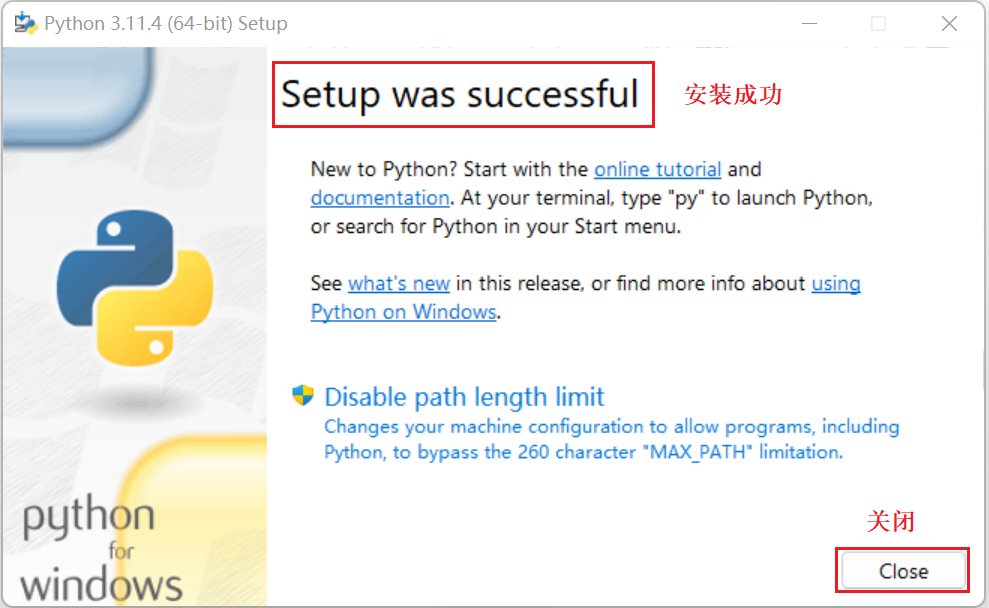 Python 3.11.4 (64-bit) Setup
Setup was successful
安装成功
New to Python? Start with the online tutorial and
documentation. At your terminal, type "py" to launch Python,
or search for Python in your Start menu.
See what's new in this release, or find more info about using
Python on Windows.
Disable path length limit
Changes your machine configuration to allow programs, including
Python, to bypass the 260 character "MAX_PATH" limitation.
python
for
windows
关闭
Close